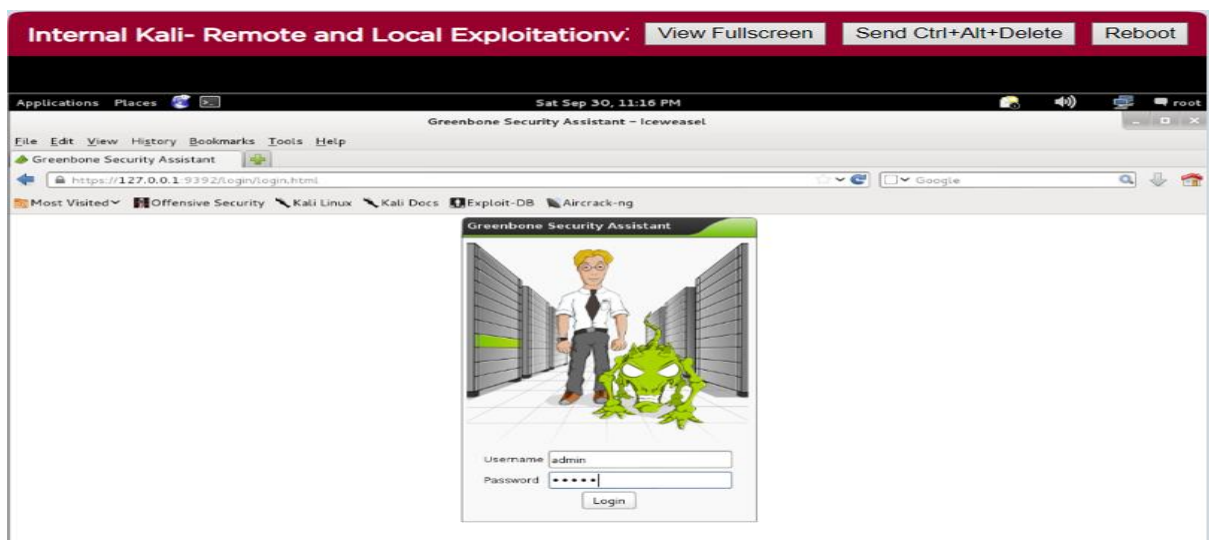 Internal Kali- Remote and Local Exploitationv: View Fullscreen Send Ctrl+Alt+Delete Reboot
Applications Places Sat Sep 30, 11:16 PM root
Greenbone Security Assistant - Iceweasel
File Edit View History Bookmarks Tools Help
Greenbone Security Assistant
https://127.0.0.1:9392/login/login.html Google
Most Visited Offensive Security Kali Linux Kali Docs Exploit-DB Aircrack-ng
Greenbone Security Assistant
Username admin
Password •••••
Login